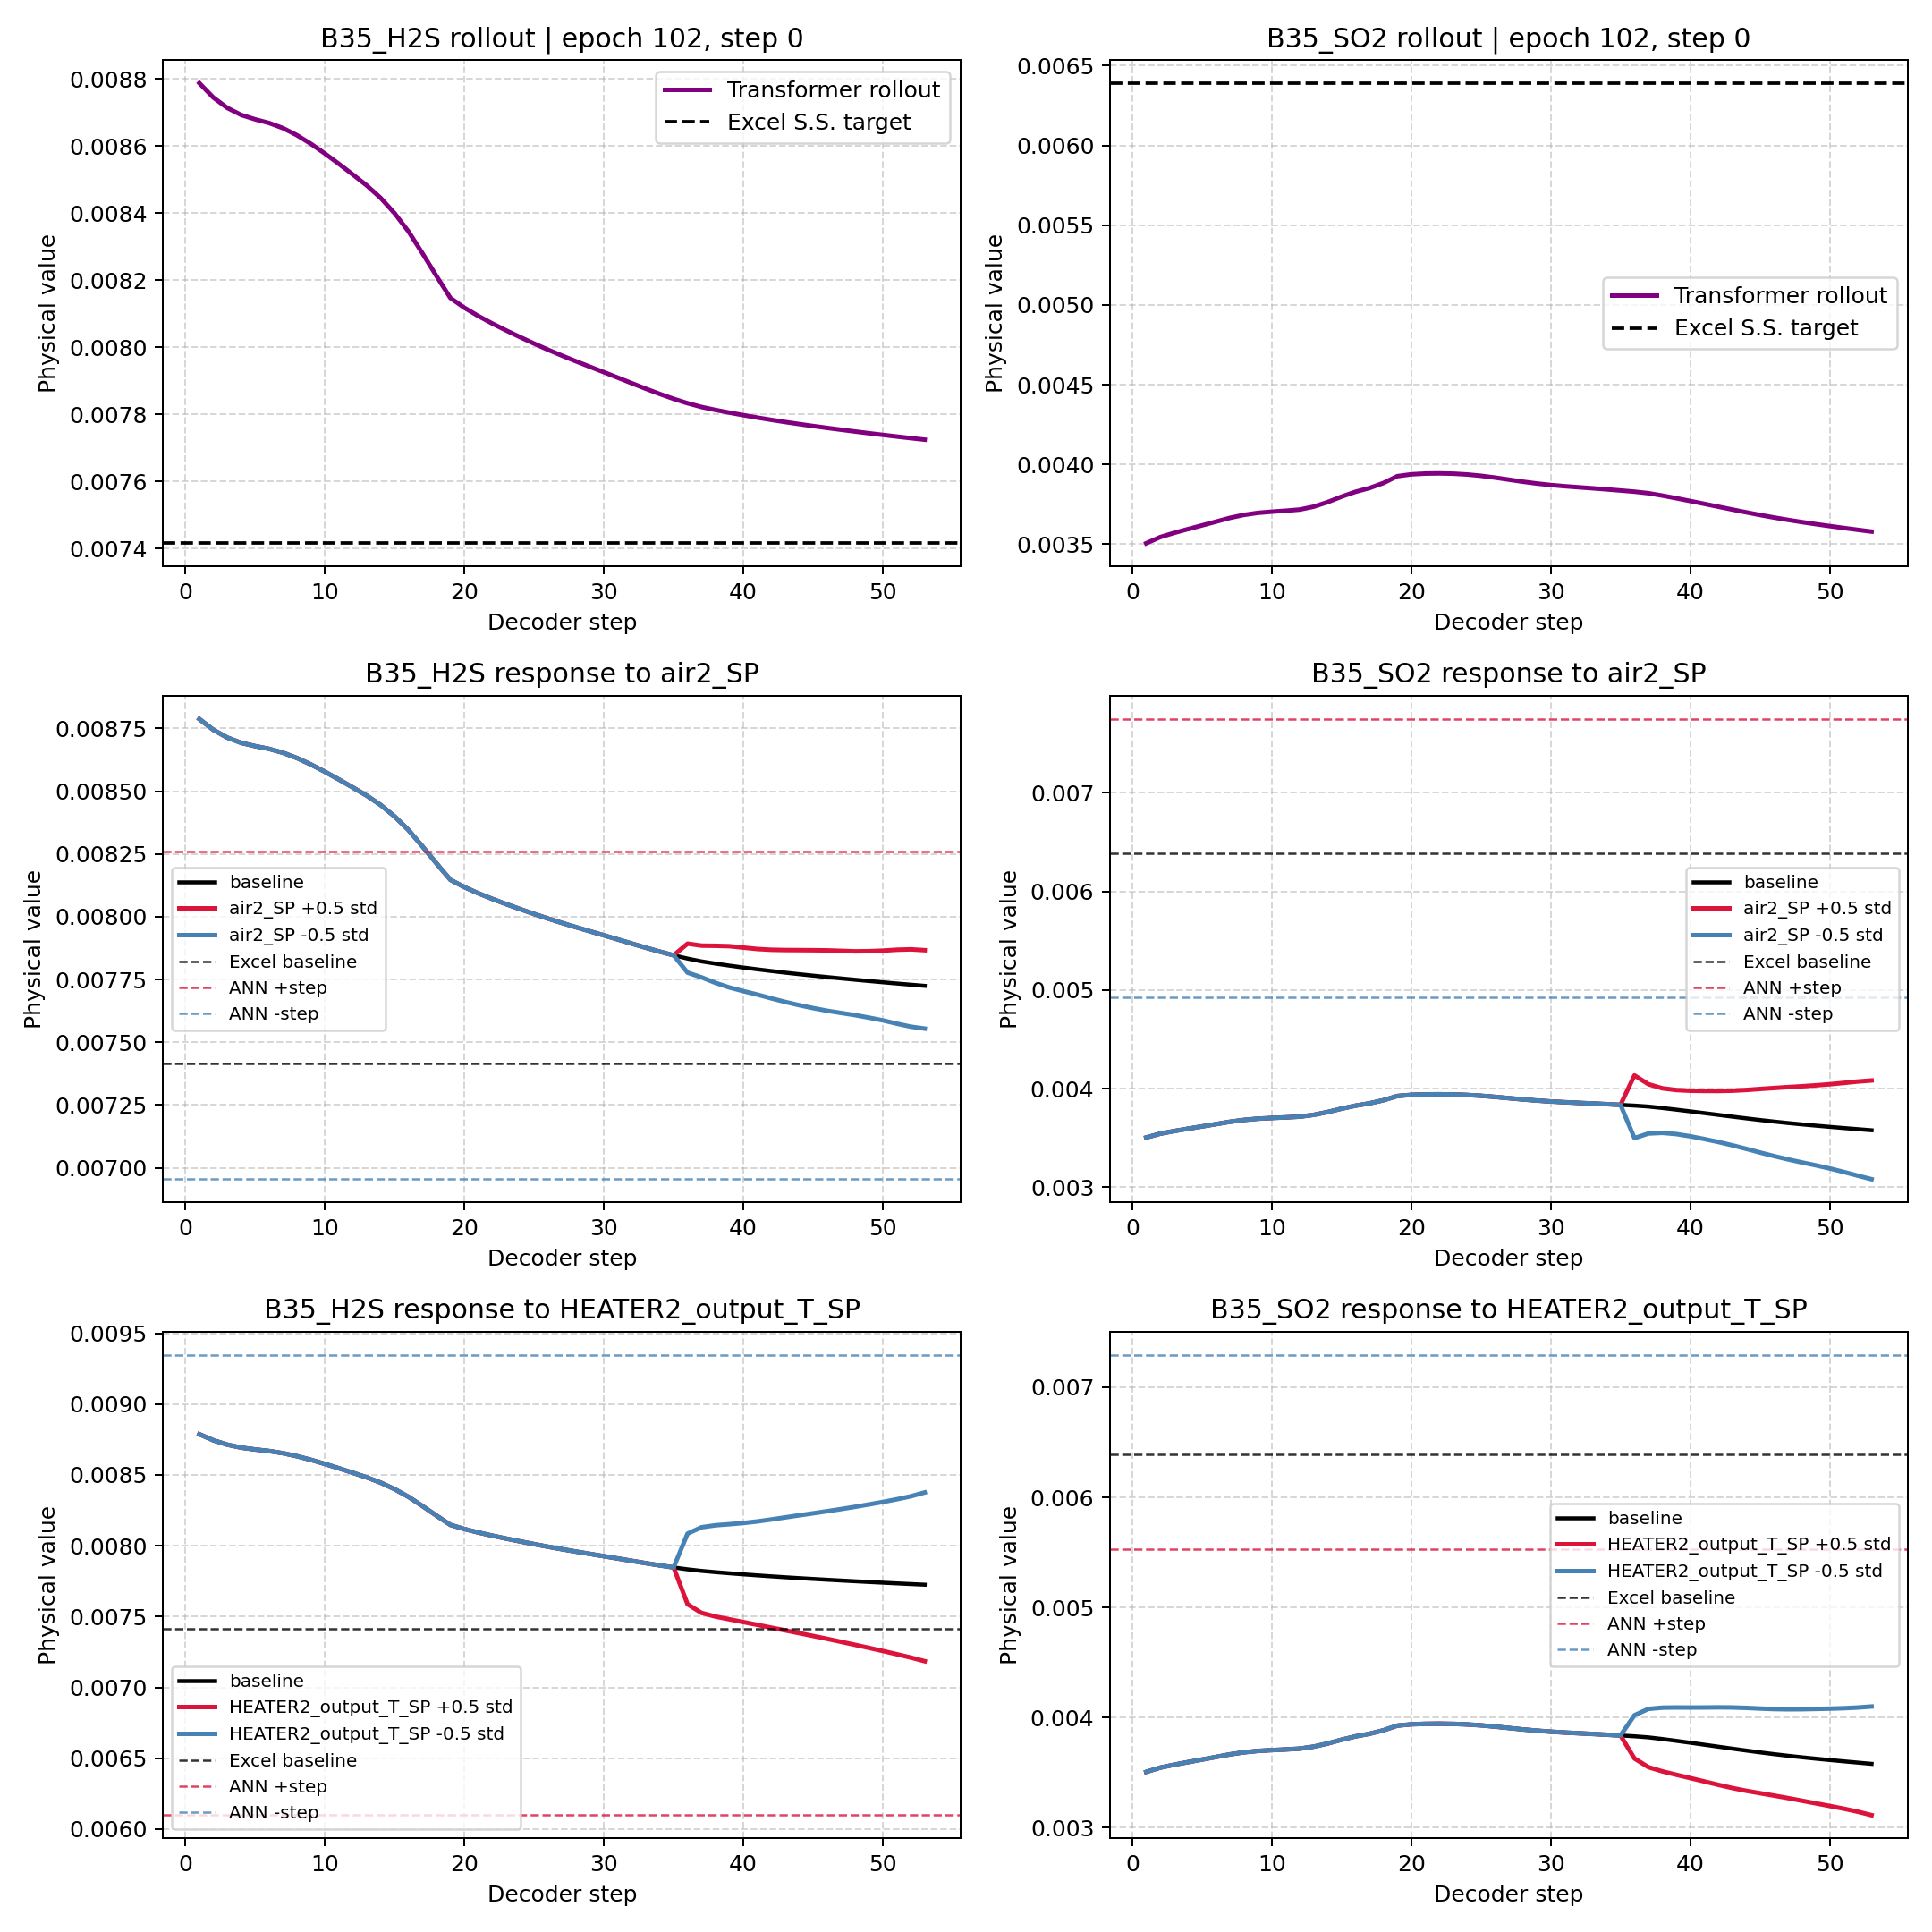 B35_H2S rollout | epoch 102, step 0
Physical value
0.0088
0.0086
0.0084
0.0082
0.0080
0.0078
0.0076
0.0074
Transformer rollout
Excel S.S. target
0 10 20 30 40 50
Decoder step
B35_SO2 rollout | epoch 102, step 0
Physical value
0.0065
0.0060
0.0055
0.0050
0.0045
0.0040
0.0035
Transformer rollout
Excel S.S. target
0 10 20 30 40 50
Decoder step
B35_H2S response to air2_SP
Physical value
0.00875
0.00850
0.00825
0.00800
0.00775
0.00750
0.00725
0.00700
baseline
air2_SP +0.5 std
air2_SP -0.5 std
Excel baseline
ANN +step
ANN -step
0 10 20 30 40 50
Decoder step
B35_SO2 response to air2_SP
Physical value
0.007
0.006
0.005
0.004
0.003
baseline
air2_SP +0.5 std
air2_SP -0.5 std
Excel baseline
ANN +step
ANN -step
0 10 20 30 40 50
Decoder step
B35_H2S response to HEATER2_output_T_SP
Physical value
0.0095
0.0090
0.0085
0.0080
0.0075
0.0070
0.0065
0.0060
baseline
HEATER2_output_T_SP +0.5 std
HEATER2_output_T_SP -0.5 std
Excel baseline
ANN +step
ANN -step
0 10 20 30 40 50
Decoder step
B35_SO2 response to HEATER2_output_T_SP
Physical value
0.007
0.006
0.005
0.004
0.003
baseline
HEATER2_output_T_SP +0.5 std
HEATER2_output_T_SP -0.5 std
Excel baseline
ANN +step
ANN -step
0 10 20 30 40 50
Decoder step